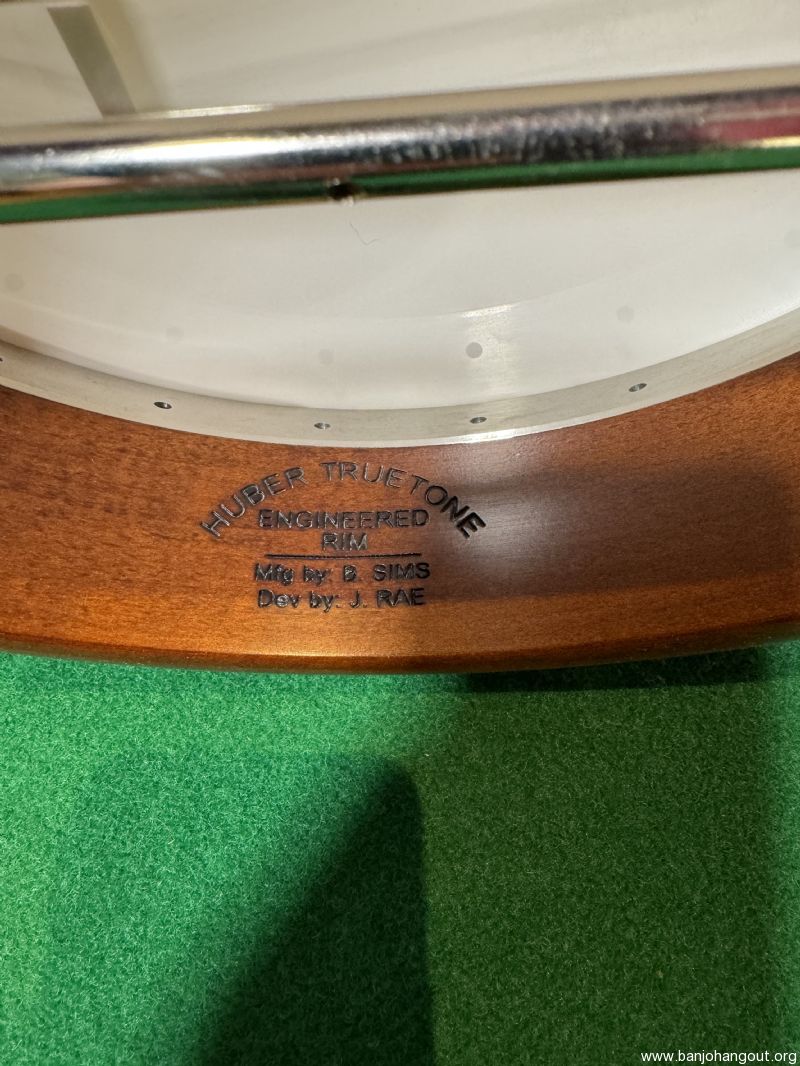 HUBER TRUETONE
ENGINEERED
RIM
Mfg by: B. SIMS
Dev by: J. RAE
www.banjohangout.org